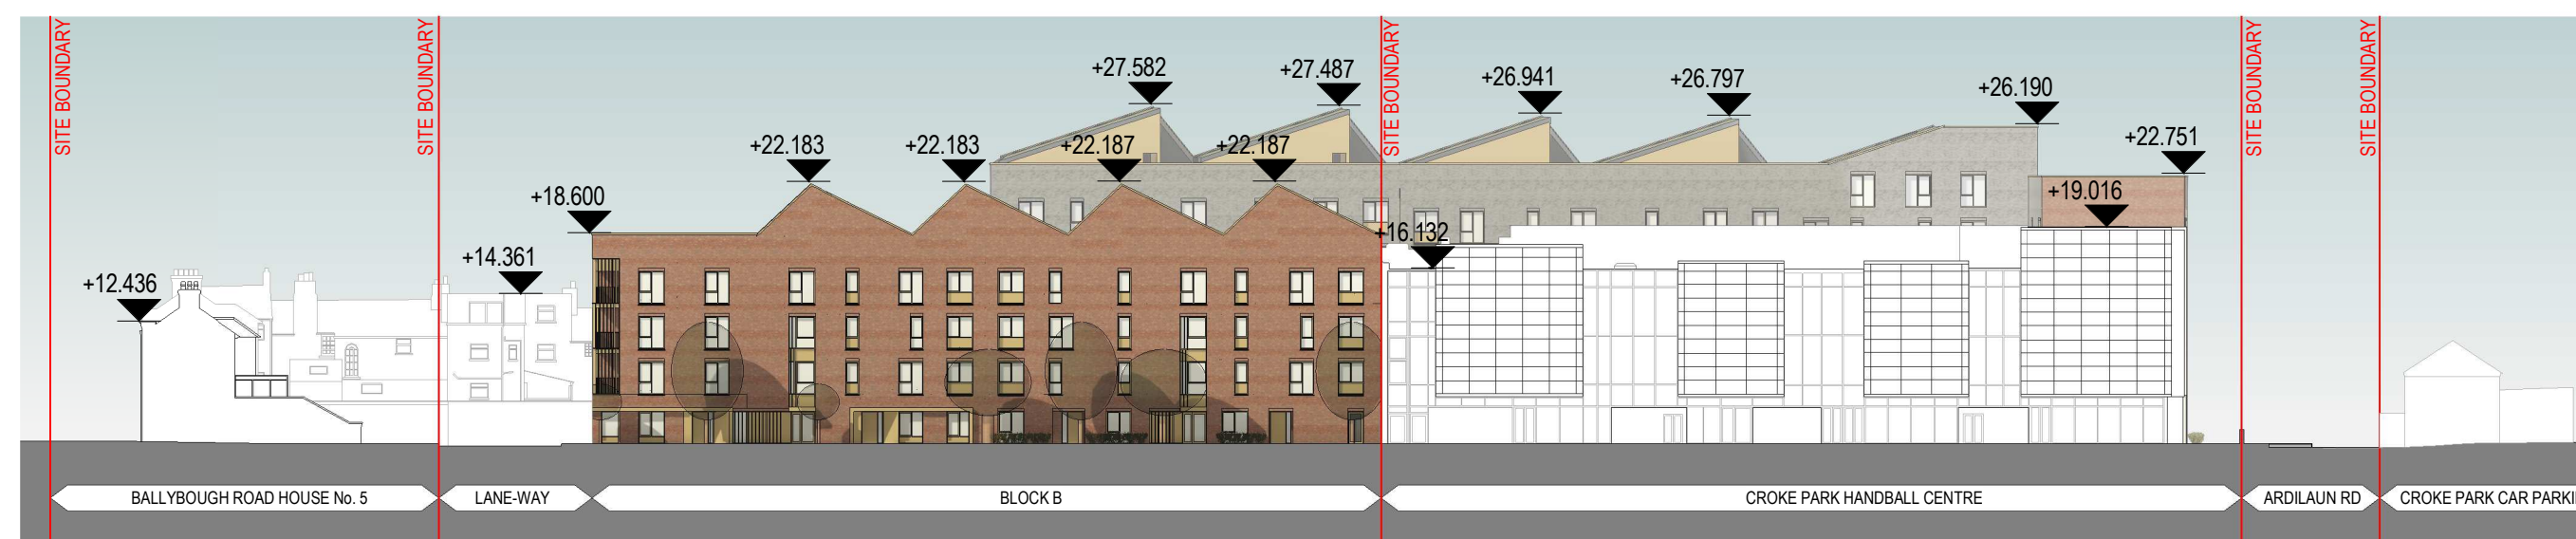 SITE BOUNDARY
SITE BOUNDARY
SITE BOUNDARY
SITE BOUNDARY
SITE BOUNDARY
+27.582
+27.487
+26.941
+26.797
+26.190
+22.183
+22.183
+22.187
+22.187
+22.751
+18.600
+19.016
+16.132
+14.361
+12.436
BALLYBOUGH ROAD HOUSE No. 5
LANE-WAY
BLOCK B
CROKE PARK HANDBALL CENTRE
ARDILAUN RD
CROKE PARK CAR PARKI